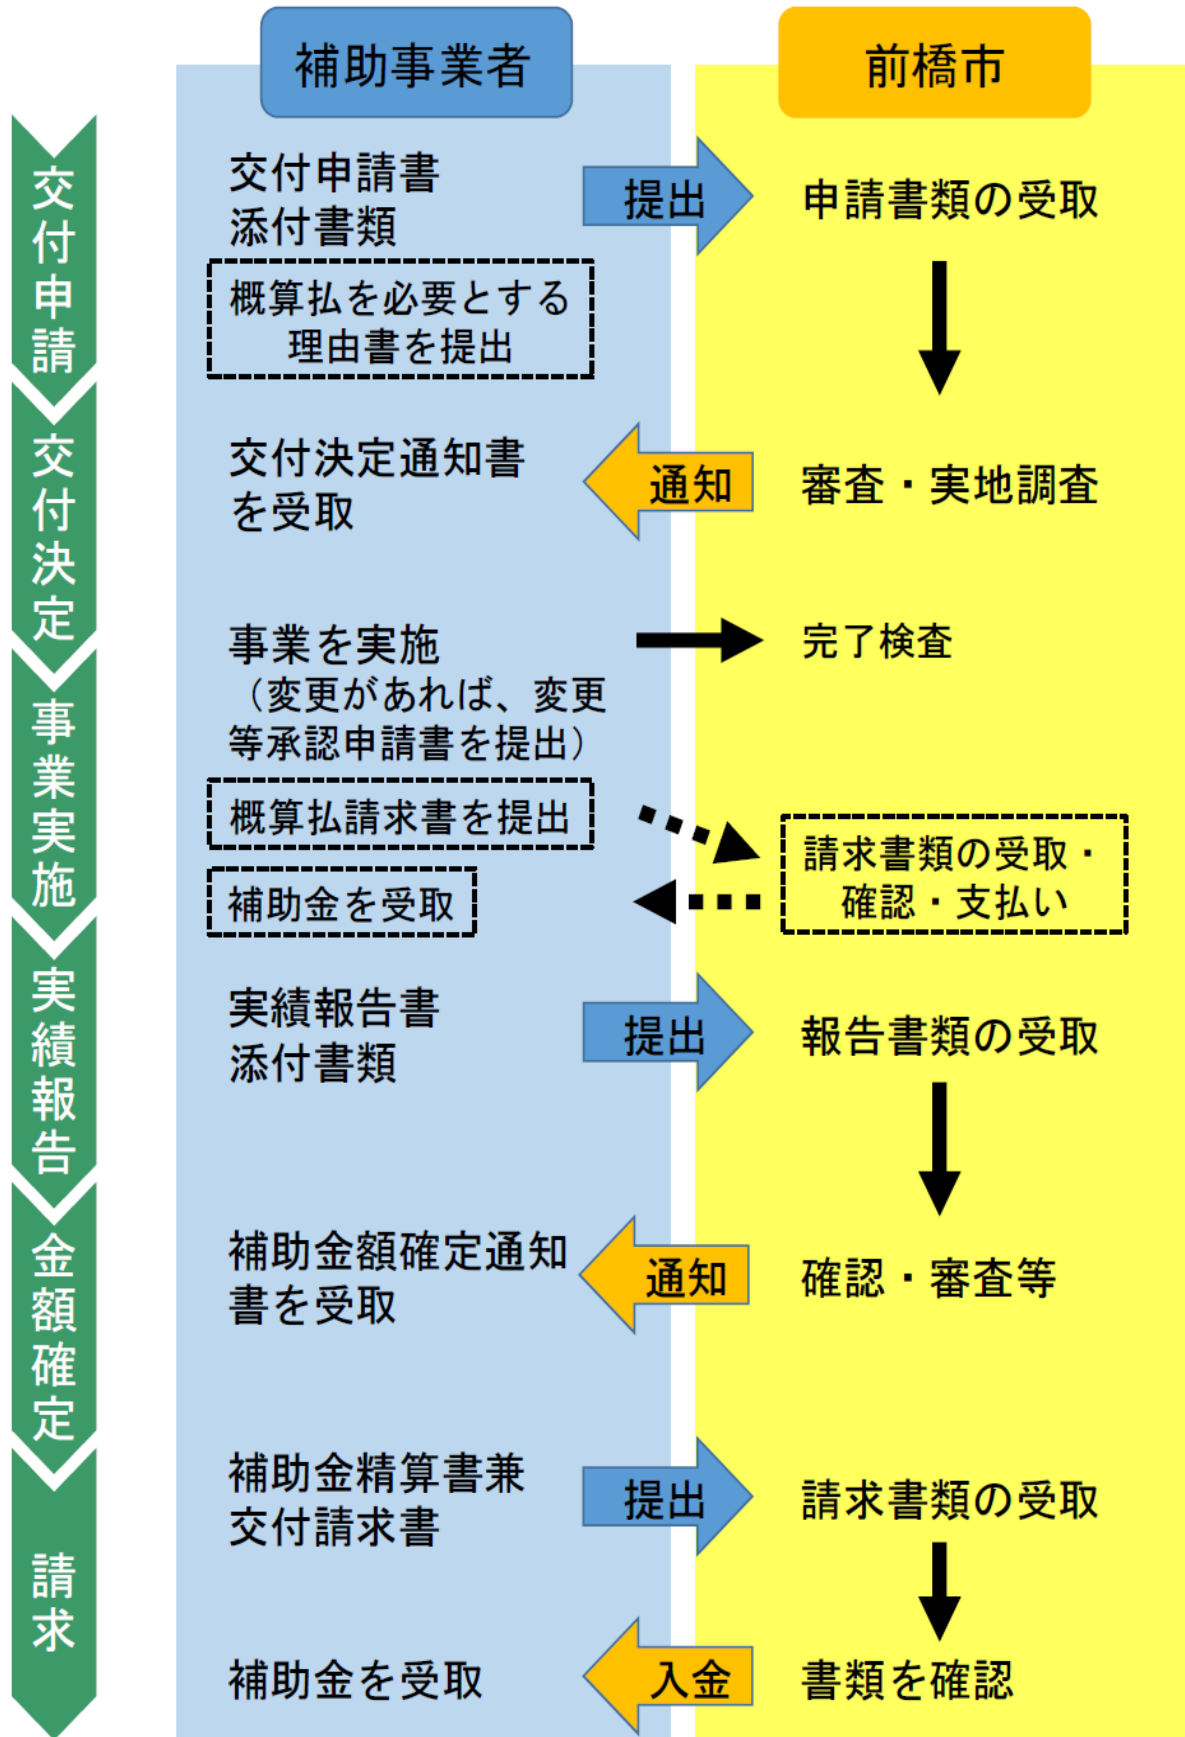 補助事業者
前橋市
交付申請
交付申請書
添付書類
提出
申請書類の受取
概算払を必要とする
理由書を提出
交付決定
交付決定通知書
を受取
通知
審査・実地調査
事業実施
事業を実施
（変更があれば、変更
等承認申請書を提出）
完了検査
概算払請求書を提出
請求書類の受取・
確認・支払い
補助金を受取
実績報告
実績報告書
添付書類
提出
報告書類の受取
金額確定
補助金額確定通知
書を受取
通知
確認・審査等
請求
補助金精算書兼
交付請求書
提出
請求書類の受取
補助金を受取
入金
書類を確認